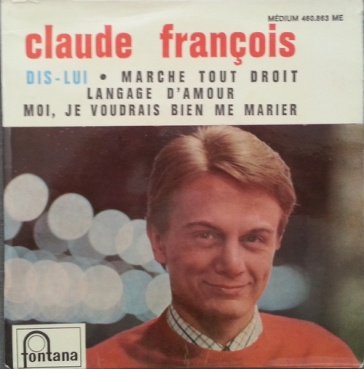 MÉDIUM 460.863 ME
claude françois
DIS-LUI • MARCHE TOUT DROIT
LANGAGE D'AMOUR
MOI, JE VOUDRAIS BIEN ME MARIER
fontana